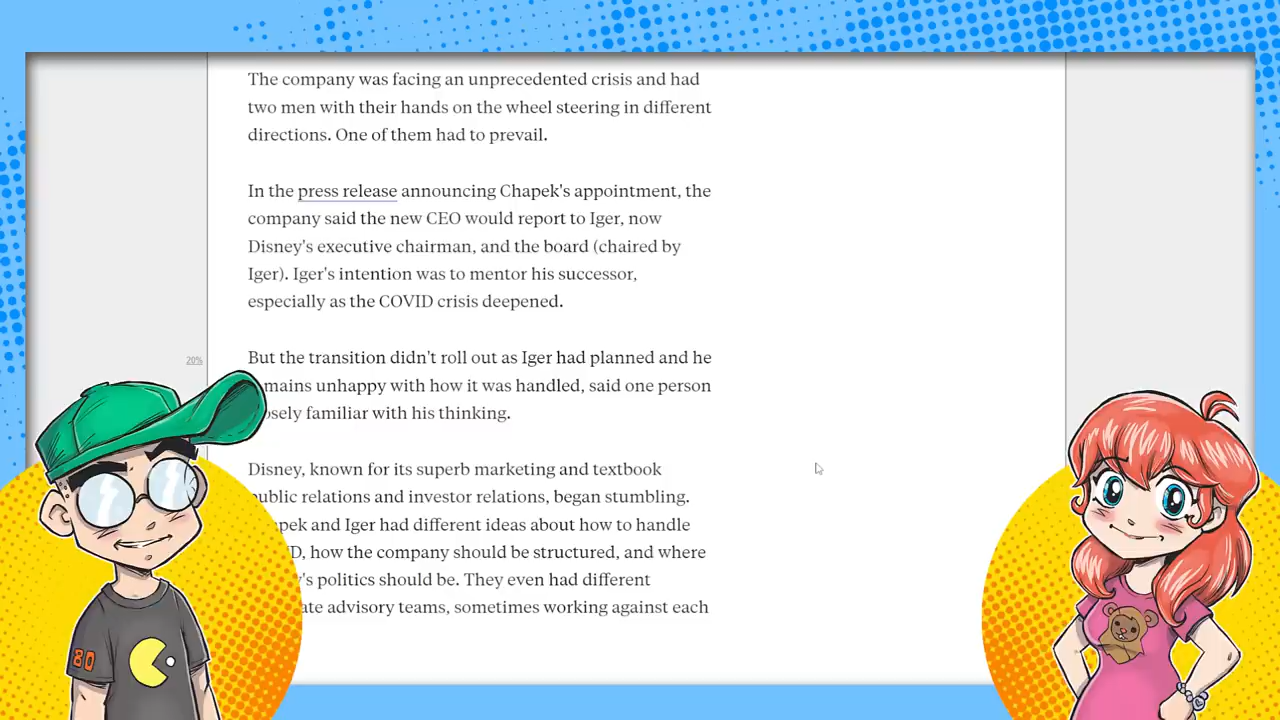 The company was facing an unprecedented crisis and had
two men with their hands on the wheel steering in different
directions. One of them had to prevail.
In the press release announcing Chapek's appointment, the
company said the new CEO would report to Iger, now
Disney's executive chairman, and the board (chaired by
Iger). Iger's intention was to mentor his successor,
especially as the COVID crisis deepened.
20%
But the transition didn't roll out as Iger had planned and he
unhappy with how it was handled, said one person
familiar with his thinking.
Disney, known for its superb marketing and textbook
relations and investor relations, began stumbling.
and Iger had different ideas about how to handle
how the company should be structured, and where
politics should be. They even had different
advisory teams, sometimes working against each
80